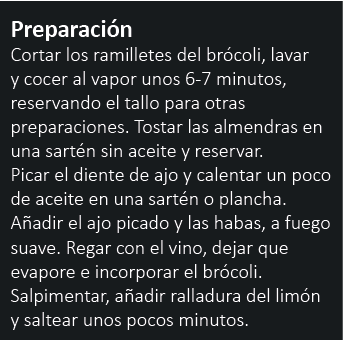 Preparación
Cortar los ramilletes del brócoli, lavar
y cocer al vapor unos 6-7 minutos,
reservando el tallo para otras
preparaciones. Tostar las almendras en
una sartén sin aceite y reservar.
Picar el diente de ajo y calentar un poco
de aceite en una sartén o plancha.
Añadir el ajo picado y las habas, a fuego
suave. Regar con el vino, dejar que
evapore e incorporar el brócoli.
Salpimentar, añadir ralladura del limón
y saltear unos pocos minutos.